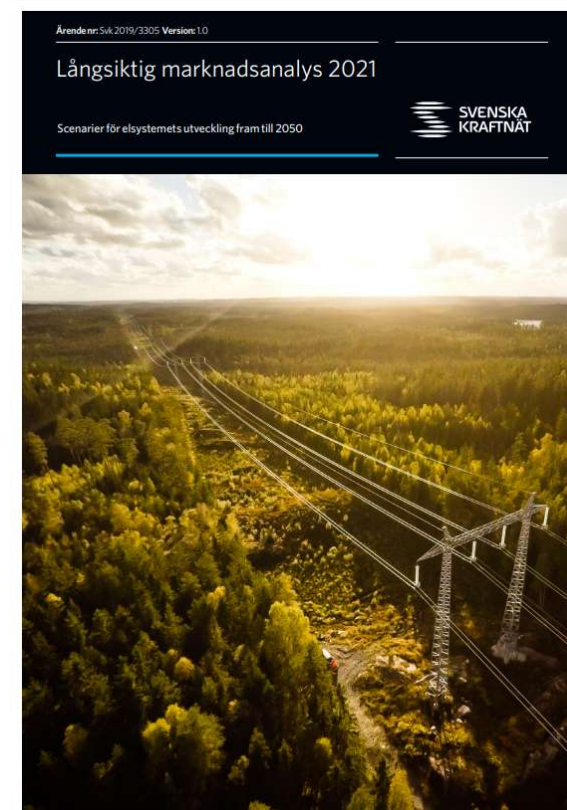 Ärende nr: Svk 2019/3305 Version: 1.0
Långsiktig marknadsanalys 2021
Scenarier för elsystemets utveckling fram till 2050
SVENSKA
KRAFTNÄT